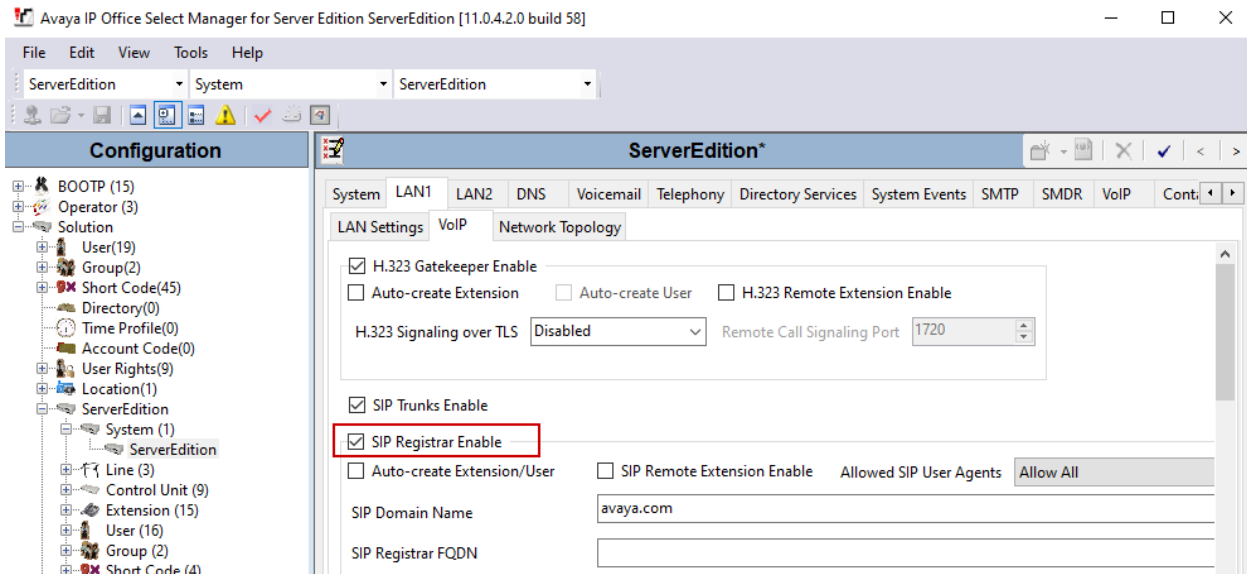 Avaya IP Office Select Manager for Server Edition ServerEdition [11.0.4.2.0 build 58]
File Edit View Tools Help
ServerEdition System ServerEdition
Configuration
BOOTP (15)
Operator (3)
Solution
User(19)
Group(2)
Short Code(45)
Directory(0)
Time Profile(0)
Account Code(0)
User Rights(9)
Location(1)
ServerEdition
System (1)
ServerEdition
Line (3)
Control Unit (9)
Extension (15)
User (16)
Group (2)
Short Code (4)
ServerEdition*
System LAN1 LAN2 DNS Voicemail Telephony Directory Services System Events SMTP SMDR VoIP Conta
LAN Settings VoIP Network Topology
H.323 Gatekeeper Enable
Auto-create Extension Auto-create User H.323 Remote Extension Enable
H.323 Signaling over TLS Disabled Remote Call Signaling Port 1720
SIP Trunks Enable
SIP Registrar Enable
Auto-create Extension/User SIP Remote Extension Enable Allowed SIP User Agents Allow All
SIP Domain Name avaya.com
SIP Registrar FQDN